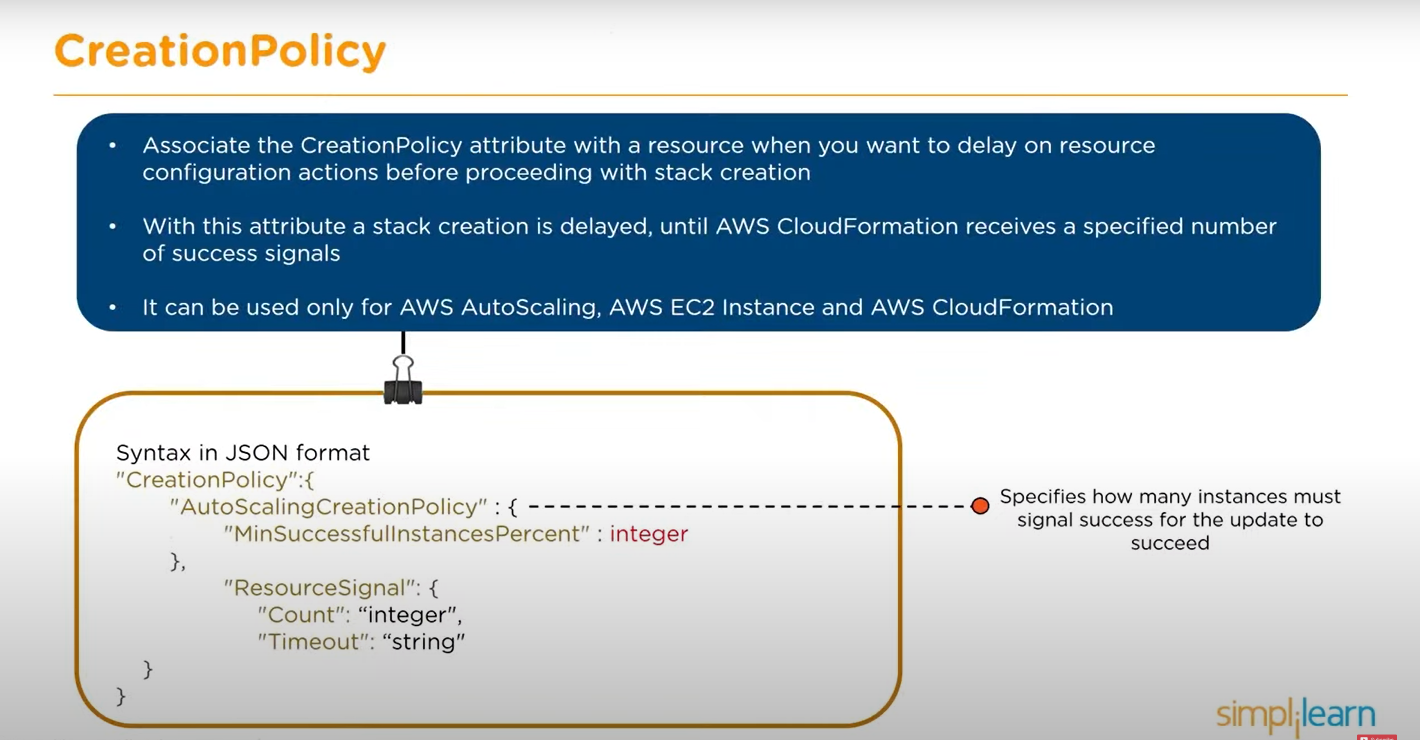 CreationPolicy
• Associate the CreationPolicy attribute with a resource when you want to delay on resource
configuration actions before proceeding with stack creation
• With this attribute a stack creation is delayed, until AWS CloudFormation receives a specified number
of success signals
• It can be used only for AWS AutoScaling, AWS EC2 Instance and AWS CloudFormation
Syntax in JSON format
"CreationPolicy":{
"AutoScalingCreationPolicy" : {
"MinSuccessfulInstancesPercent" : integer
},
"ResourceSignal": {
"Count": “integer",
"Timeout": “string"
}
}
Specifies how many instances must
signal success for the update to
succeed
simplilearn